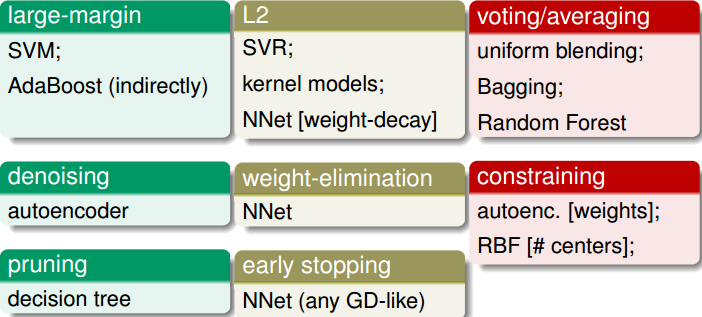 large-margin
SVM;
AdaBoost (indirectly)
L2
SVR;
kernel models;
NNet [weight-decay]
voting/averaging
uniform blending;
Bagging;
Random Forest
denoising
autoencoder
weight-elimination
NNet
constraining
autoenc. [weights];
RBF [# centers];
pruning
decision tree
early stopping
NNet (any GD-like)